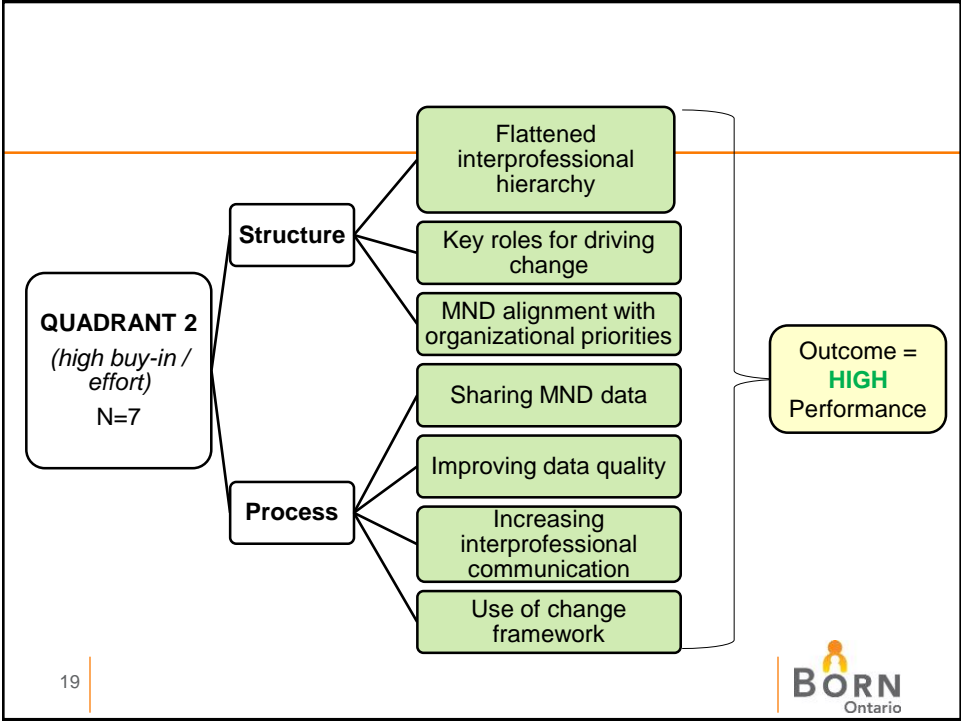 QUADRANT 2
(high buy-in /
effort)
N=7
Structure
Flattened
interprofessional
hierarchy
Key roles for driving
change
MND alignment with
organizational priorities
Process
Sharing MND data
Improving data quality
Increasing
interprofessional
communication
Use of change
framework
Outcome =
HIGH
Performance
19
BORN
Ontario